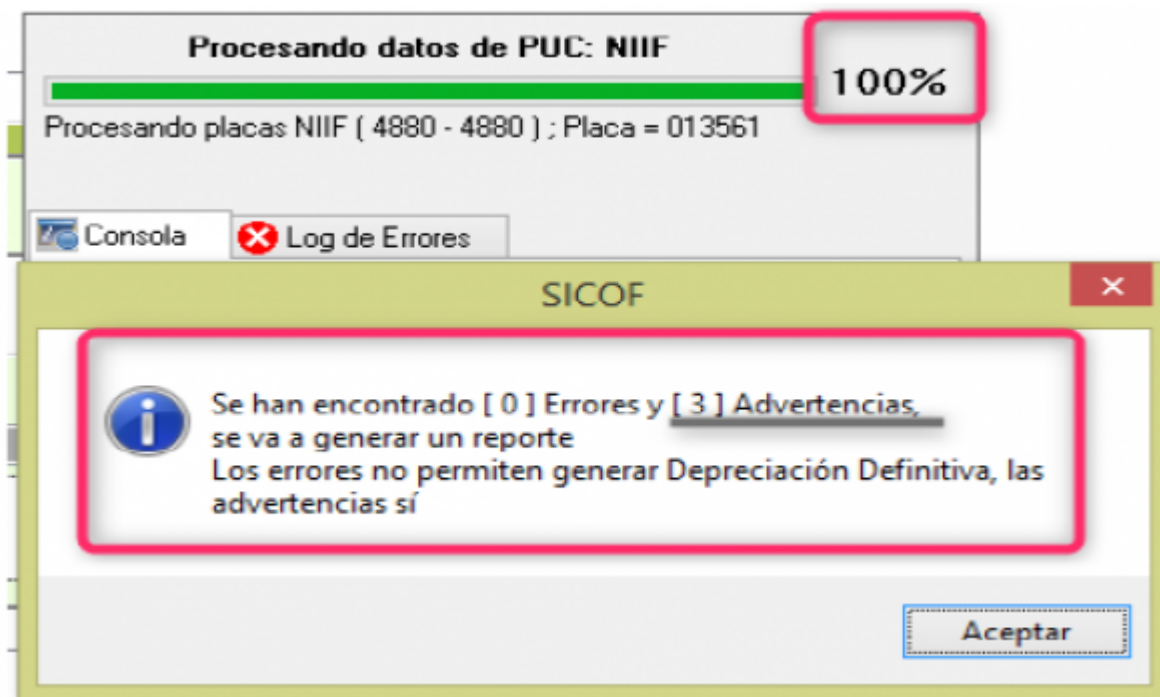 Procesando datos de PUC: NIIF
100%
Procesando placas NIIF ( 4880 - 4880 ) ; Placa = 013561
Consola
Log de Errores
SICOF
Se han encontrado [ 0 ] Errores y [ 3 ] Advertencias,
se va a generar un reporte
Los errores no permiten generar Depreciación Definitiva, las
advertencias sí
Aceptar